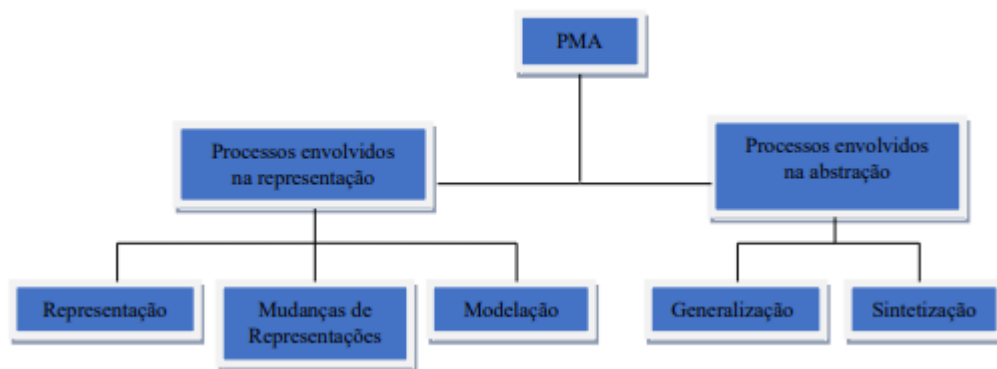 PMA
Processos envolvidos
na representação
Processos envolvidos
na abstração
Representação
Mudanças de
Representações
Modelação
Generalização
Sintetização